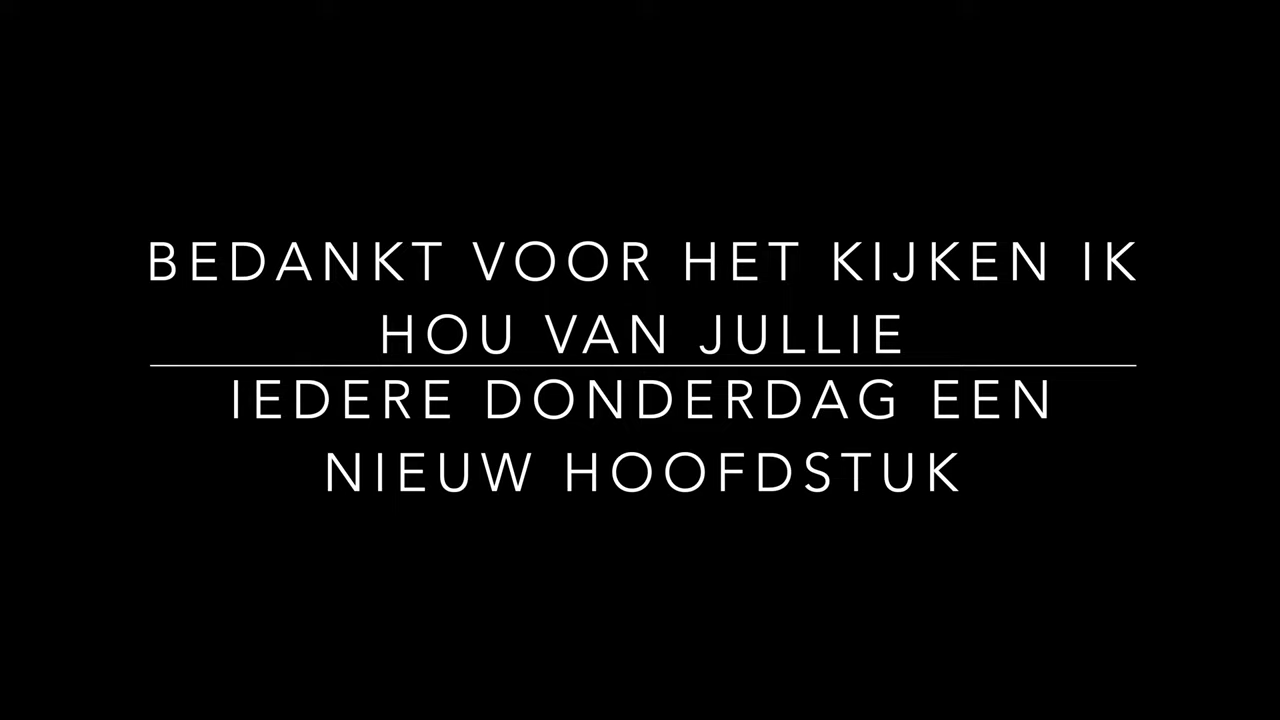 BEDANKT VOOR HET KIJKEN IK
HOU VAN JULLIE
IEDERE DONDERDAG EEN
NIEUW HOOFDSTUK